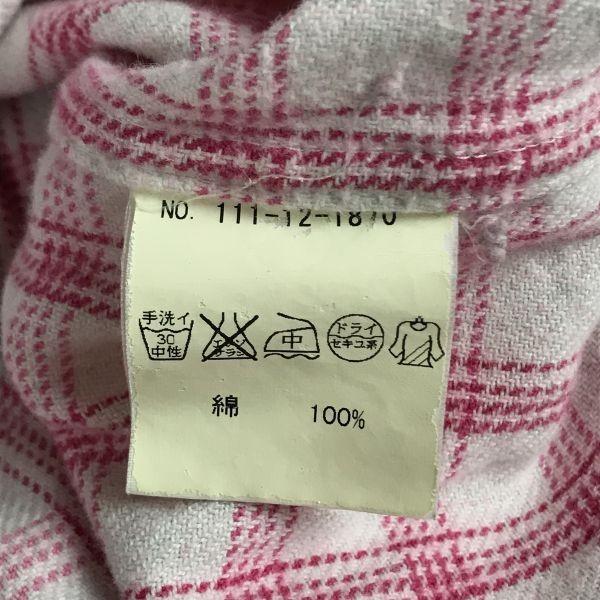 NO. 111-12-1870
手洗イ 30 中性 エンソ サラシ 中 ドライ セキユ系
綿 100%